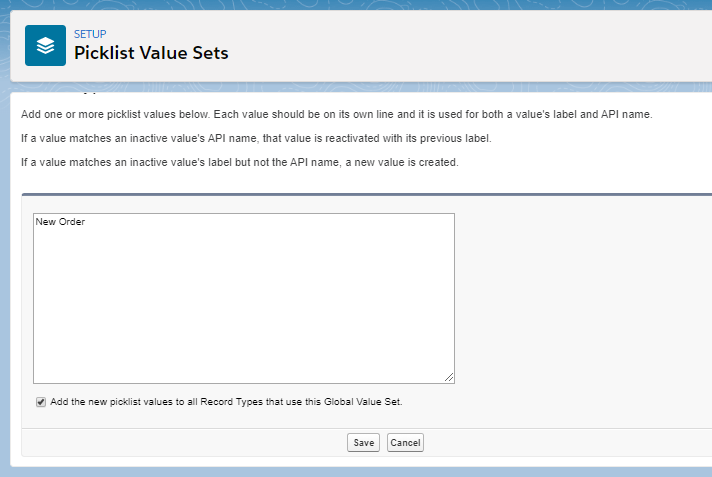 SETUP
Picklist Value Sets
Add one or more picklist values below. Each value should be on its own line and it is used for both a value's label and API name.
If a value matches an inactive value's API name, that value is reactivated with its previous label.
If a value matches an inactive value's label but not the API name, a new value is created.
New Order
Add the new picklist values to all Record Types that use this Global Value Set.
Save Cancel